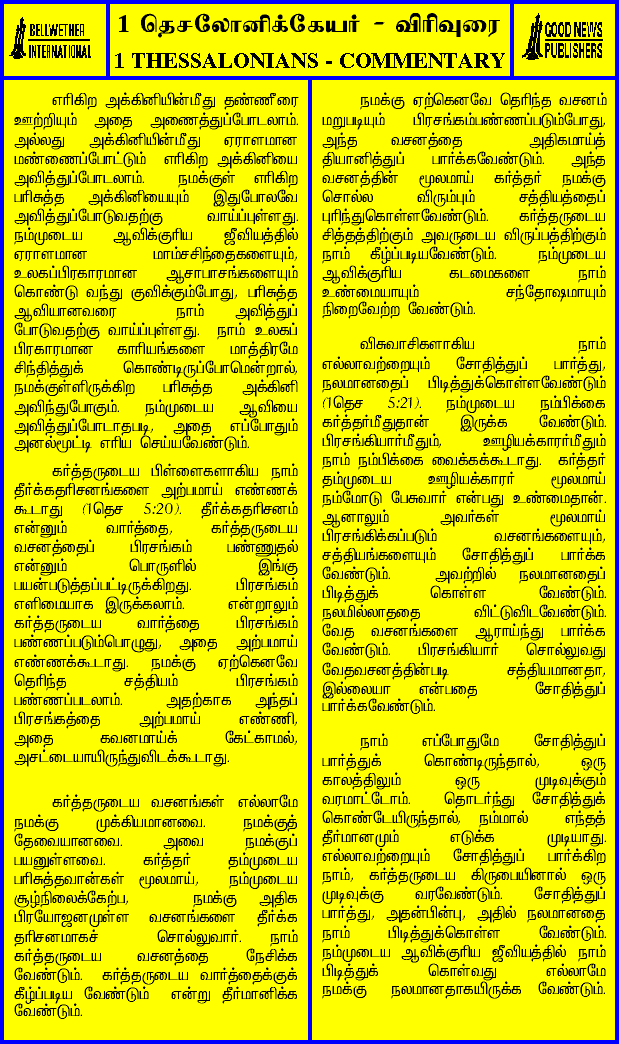 BELLWETHER
INTERNATIONAL
1 தெசலோனிக்கேயர் - விரிவுரை
1 THESSALONIANS - COMMENTARY
GOOD NEWS
PUBLISHERS
எரிகிற அக்கினியின்மீது தண்ணீரை
ஊற்றியும் அதை அணைத்துப்போடலாம்.
அல்லது அக்கினியின்மீது ஏராளமான
மண்ணைப்போட்டும் எரிகிற அக்கினியை
அவித்துப்போடலாம். நமக்குள் எரிகிற
பரிசுத்த அக்கினியையும் இதுபோலவே
அவித்துப்போடுவதற்கு வாய்ப்புள்ளது.
நம்முடைய ஆவிக்குரிய ஜீவியத்தில்
ஏராளமான மாம்சசிந்தைகளையும்,
உலகப்பிரகாரமான ஆசாபாசங்களையும்
கொண்டு வந்து குவிக்கும்போது, பரிசுத்த
ஆவியானவரை நாம் அவித்துப்
போடுவதற்கு வாய்ப்புள்ளது. நாம் உலகப்
பிரகாரமான காரியங்களை மாத்திரமே
சிந்தித்துக் கொண்டிருப்போமென்றால்,
நமக்குள்ளிருக்கிற பரிசுத்த அக்கினி
அவிந்துபோகும். நம்முடைய ஆவியை
அவித்துப்போடாதபடி, அதை எப்போதும்
அனல்மூட்டி எரிய செய்யவேண்டும்.
கர்த்தருடைய பிள்ளைகளாகிய நாம்
தீர்க்கதரிசனங்களை அற்பமாய் எண்ணக்
கூடாது (1தெச 5:20). தீர்க்கதரிசனம்
என்னும் வார்த்தை, கர்த்தருடைய
வசனத்தைப் பிரசங்கம் பண்ணுதல்
என்னும் பொருளில் இங்கு
பயன்படுத்தப்பட்டிருக்கிறது. பிரசங்கம்
எளிமையாக இருக்கலாம். என்றாலும்
கர்த்தருடைய வார்த்தை பிரசங்கம்
பண்ணப்படும்பொழுது, அதை அற்பமாய்
எண்ணக்கூடாது. நமக்கு ஏற்கெனவே
தெரிந்த சத்தியம் பிரசங்கம்
பண்ணப்படலாம். அதற்காக அந்தப்
பிரசங்கத்தை அற்பமாய் எண்ணி,
அதை கவனமாய்க் கேட்காமல்,
அசட்டையாயிருந்துவிடக்கூடாது.
கர்த்தருடைய வசனங்கள் எல்லாமே
நமக்கு முக்கியமானவை. நமக்குத்
தேவையானவை. அவை நமக்குப்
பயனுள்ளவை. கர்த்தர் தம்முடைய
பரிசுத்தவான்கள் மூலமாய், நம்முடைய
சூழ்நிலைக்கேற்ப, நமக்கு அதிக
பிரயோஜனமுள்ள வசனங்களை தீர்க்க
தரிசனமாகச் சொல்லுவார். நாம்
கர்த்தருடைய வசனத்தை நேசிக்க
வேண்டும். கர்த்தருடைய வார்த்தைக்குக்
கீழ்ப்படிய வேண்டும் என்று தீர்மானிக்க
வேண்டும்.
நமக்கு ஏற்கெனவே தெரிந்த வசனம்
மறுபடியும் பிரசங்கம்பண்ணப்படும்போது,
அந்த வசனத்தை அதிகமாய்த்
தியானித்துப் பார்க்கவேண்டும். அந்த
வசனத்தின் மூலமாய் கர்த்தர் நமக்கு
சொல்ல விரும்பும் சத்தியத்தைப்
புரிந்துகொள்ளவேண்டும். கர்த்தருடைய
சித்தத்திற்கும் அவருடைய விருப்பத்திற்கும்
நாம் கீழ்ப்படியவேண்டும். நம்முடைய
ஆவிக்குரிய கடமைகளை நாம்
உண்மையாயும் சந்தோஷமாயும்
நிறைவேற்ற வேண்டும்.
விசுவாசிகளாகிய நாம்
எல்லாவற்றையும் சோதித்துப் பார்த்து,
நலமானதைப் பிடித்துக்கொள்ளவேண்டும்
(1தெச 5:21). நம்முடைய நம்பிக்கை
கர்த்தர்மீதுதான் இருக்க வேண்டும்.
பிரசங்கியார்மீதும், ஊழியக்காரர்மீதும்
நாம் நம்பிக்கை வைக்கக்கூடாது. கர்த்தர்
தம்முடைய ஊழியக்காரர் மூலமாய்
நம்மோடு பேசுவார் என்பது உண்மைதான்.
ஆனாலும் அவர்கள் மூலமாய்
பிரசங்கிக்கப்படும் வசனங்களையும்,
சத்தியங்களையும் சோதித்துப் பார்க்க
வேண்டும். அவற்றில் நலமானதைப்
பிடித்துக் கொள்ள வேண்டும்.
நலமில்லாததை விட்டுவிடவேண்டும்.
வேத வசனங்களை ஆராய்ந்து பார்க்க
வேண்டும். பிரசங்கியார் சொல்லுவது
வேதவசனத்தின்படி சத்தியமானதா,
இல்லையா என்பதை சோதித்துப்
பார்க்கவேண்டும்.
நாம் எப்போதுமே சோதித்துப்
பார்த்துக் கொண்டிருந்தால், ஒரு
காலத்திலும் ஒரு முடிவுக்கும்
வரமாட்டோம். தொடர்ந்து சோதித்துக்
கொண்டேயிருந்தால், நம்மால் எந்தத்
தீர்மானமும் எடுக்க முடியாது.
எல்லாவற்றையும் சோதித்துப் பார்க்கிற
நாம், கர்த்தருடைய கிருபையினால் ஒரு
முடிவுக்கு வரவேண்டும். சோதித்துப்
பார்த்து, அதன்பின்பு, அதில் நலமானதை
நாம் பிடித்துக்கொள்ள வேண்டும்.
நம்முடைய ஆவிக்குரிய ஜீவியத்தில் நாம்
பிடித்துக் கொள்வது எல்லாமே
நமக்கு நலமானதாகயிருக்க வேண்டும்.